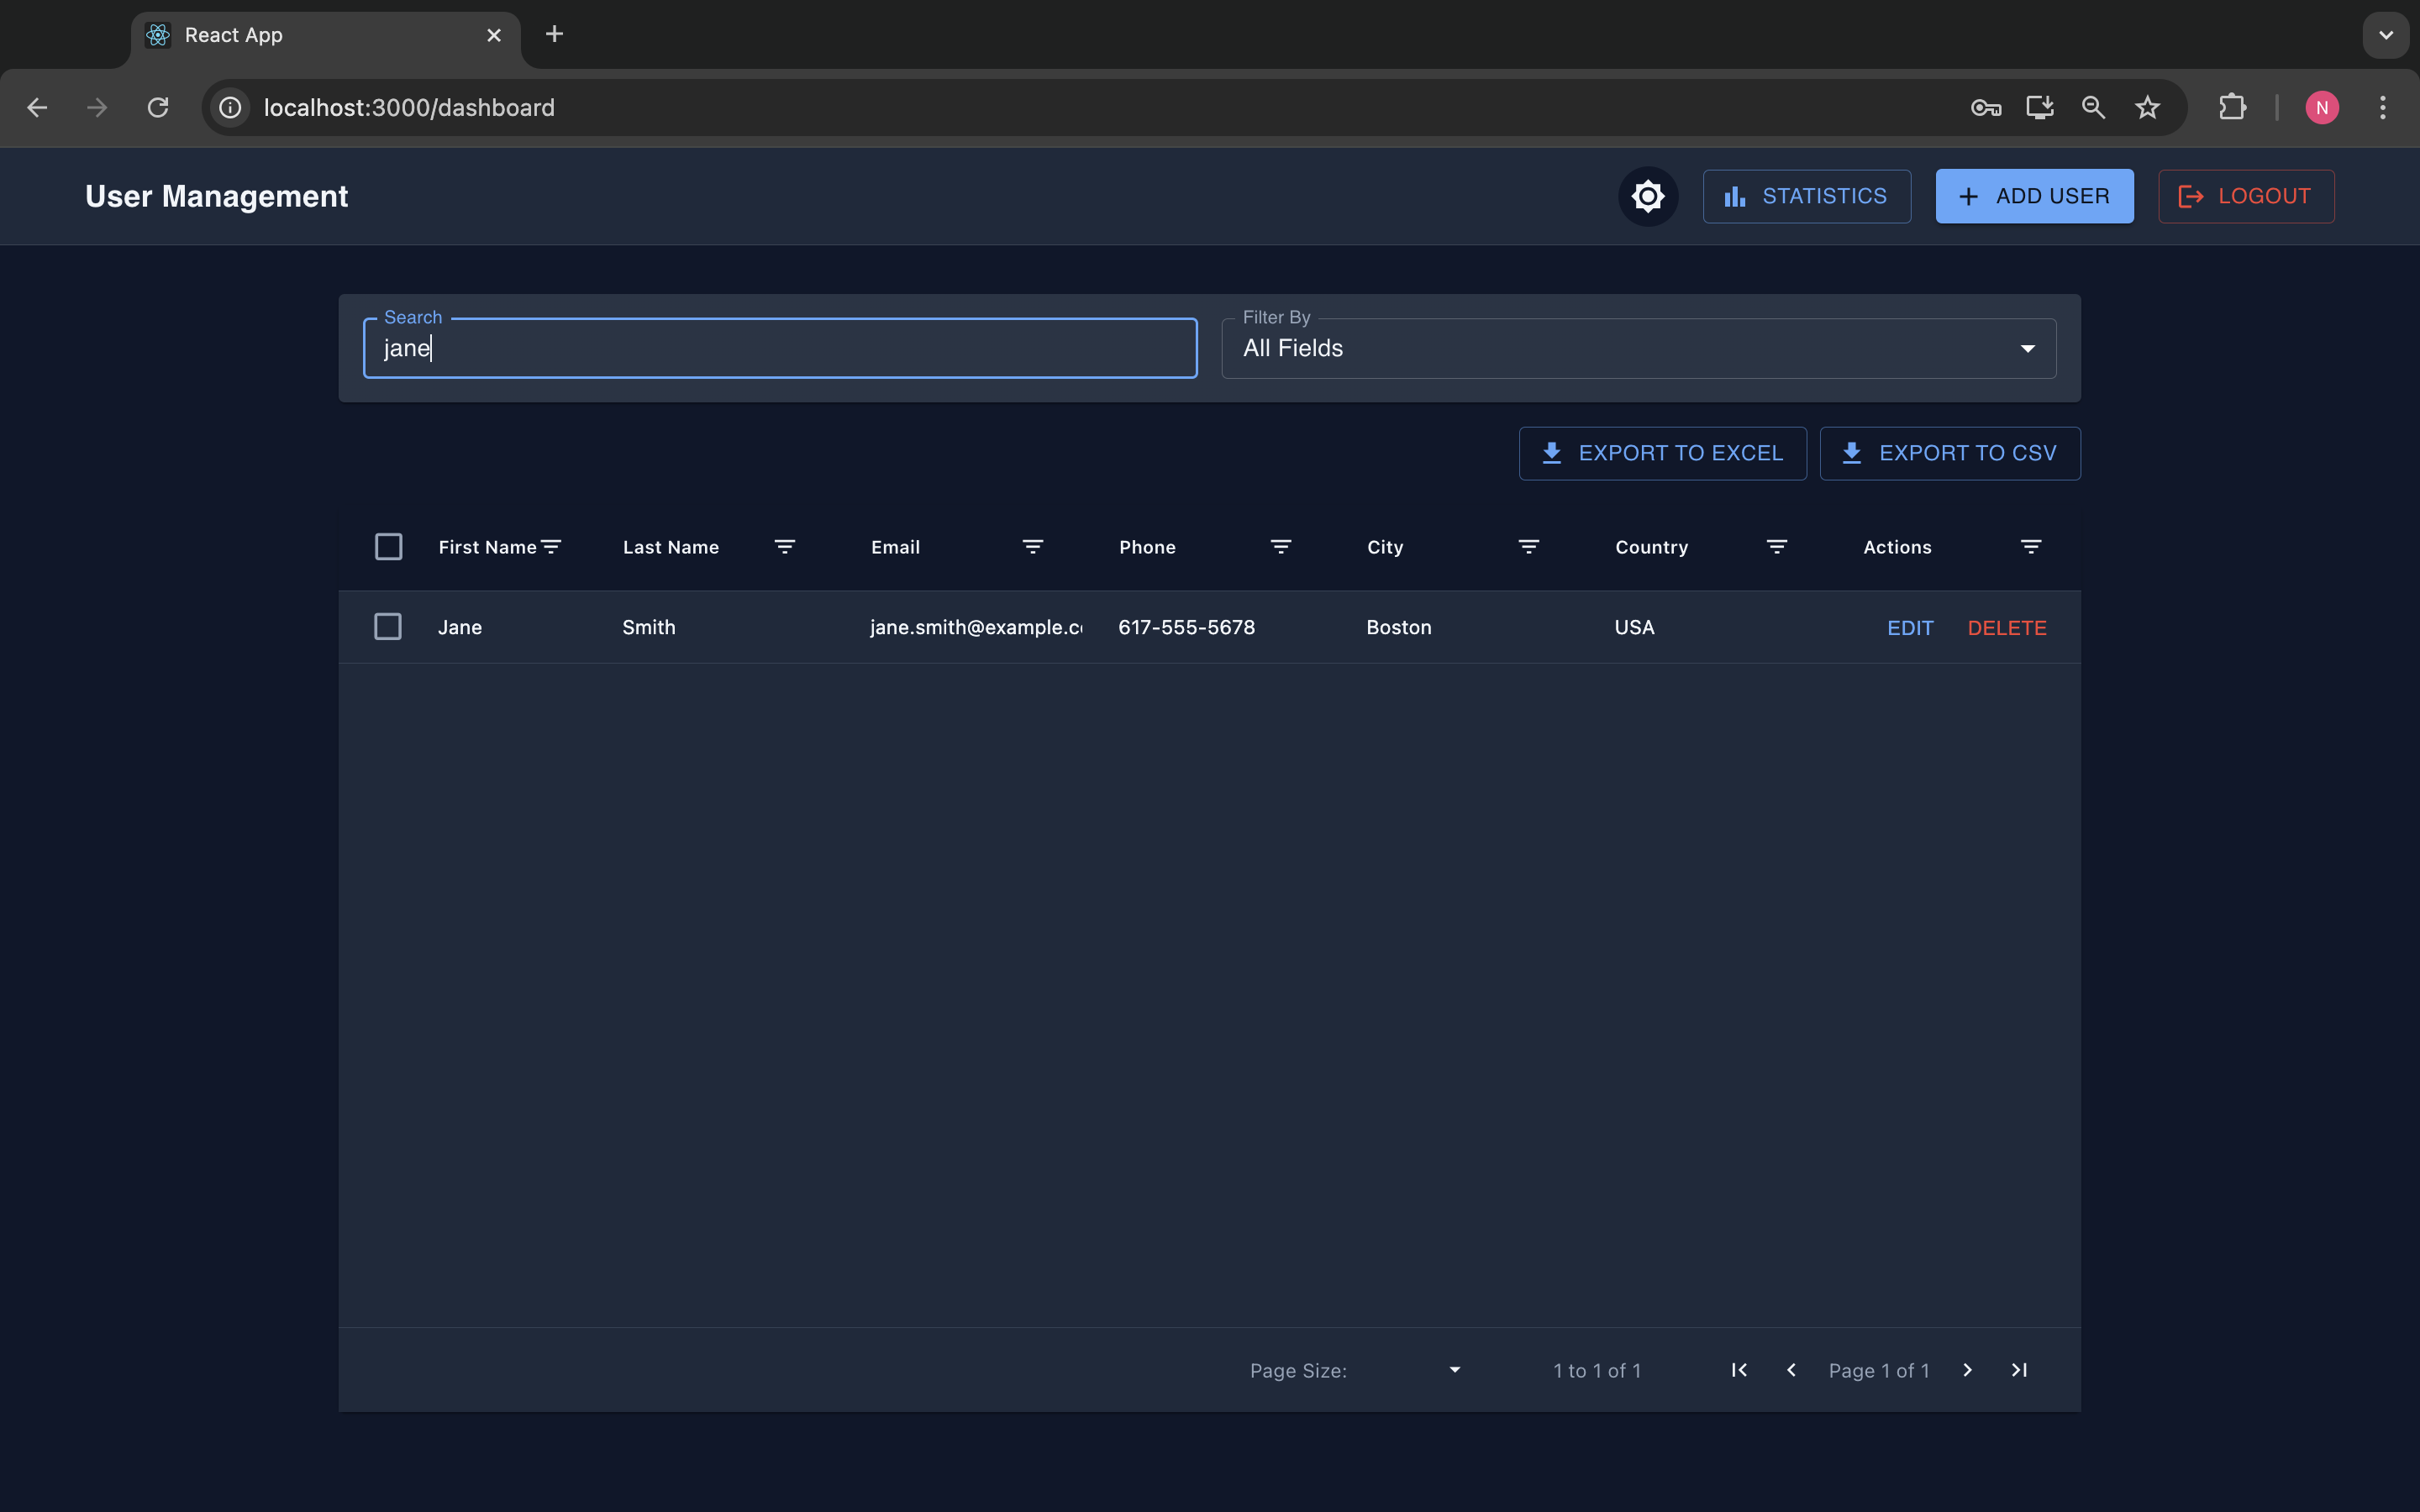 React App
localhost:3000/dashboard
N
User Management
STATISTICS
ADD USER
LOGOUT
Search
jane
Filter By
All Fields
EXPORT TO EXCEL
EXPORT TO CSV
First Name Last Name Email Phone City Country Actions
Jane Smith jane.smith@example.c 617-555-5678 Boston USA EDIT DELETE
Page Size: 1 to 1 of 1 Page 1 of 1